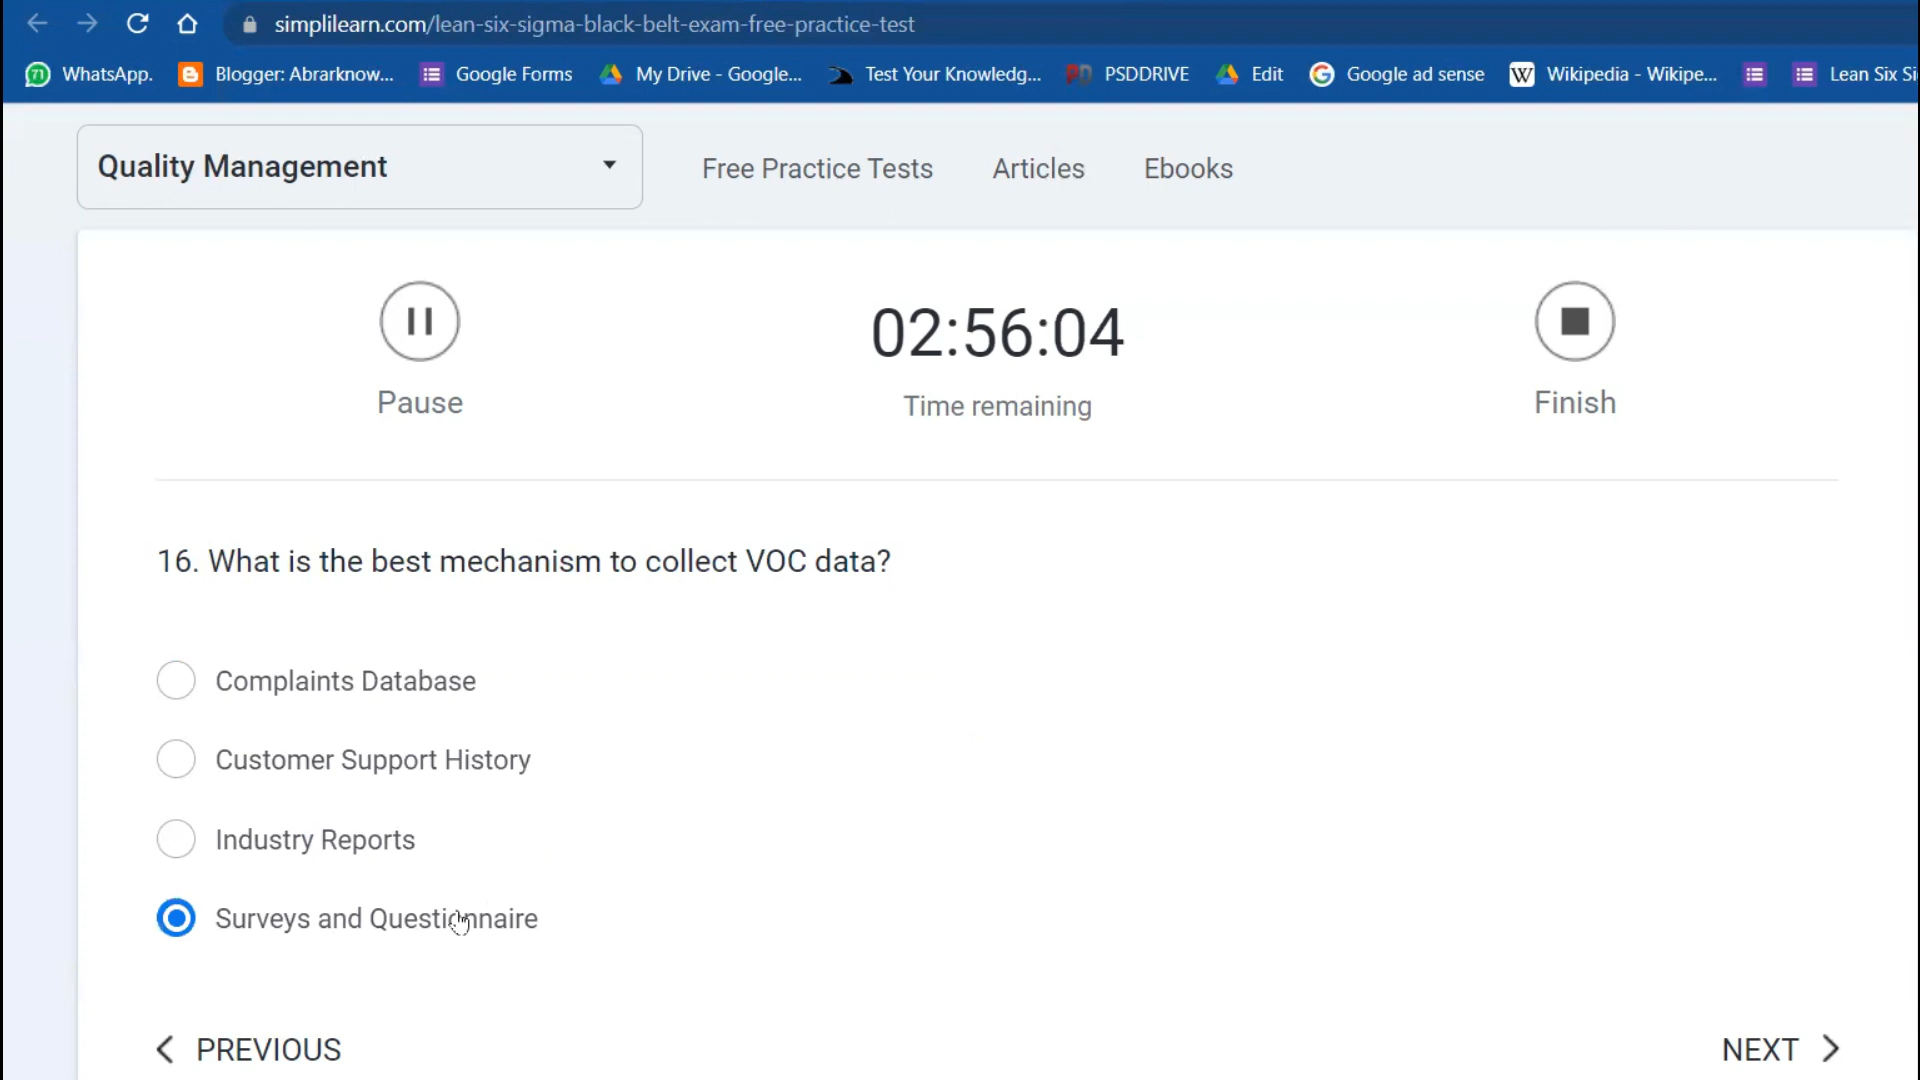 simplilearn.com/lean-six-sigma-black-belt-exam-free-practice-test
71 WhatsApp. Blogger: Abrarknow... Google Forms My Drive - Google... Test Your Knowledg... PD PSDDRIVE Edit Google ad sense W Wikipedia - Wikipe... Lean Six Si
Quality Management Free Practice Tests Articles Ebooks
02:56:04
Pause Time remaining Finish
16. What is the best mechanism to collect VOC data?
Complaints Database
Customer Support History
Industry Reports
Surveys and Questionnaire
PREVIOUS NEXT